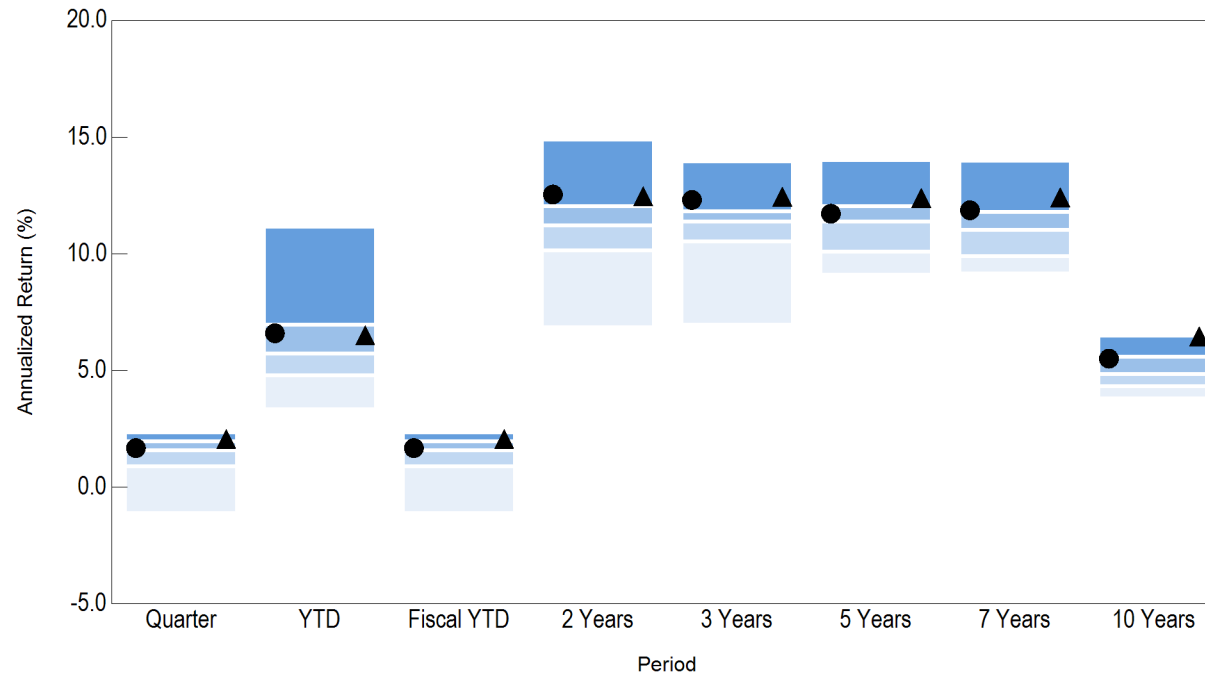 20.0
15.0
10.0
5.0
0.0
-5.0
Annualized Return (%)
Quarter YTD Fiscal YTD 2 Years 3 Years 5 Years 7 Years 10 Years
Period